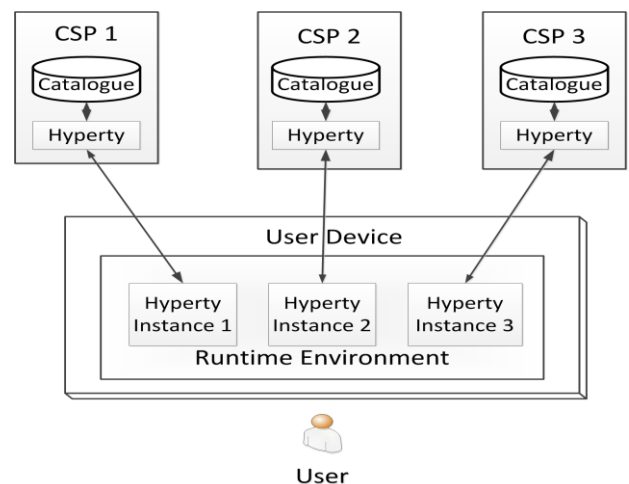 CSP 1
CSP 2
CSP 3
Catalogue
Catalogue
Catalogue
Hyperty
Hyperty
Hyperty
User Device
Hyperty
Instance 1
Hyperty
Instance 2
Hyperty
Instance 3
Runtime Environment
User